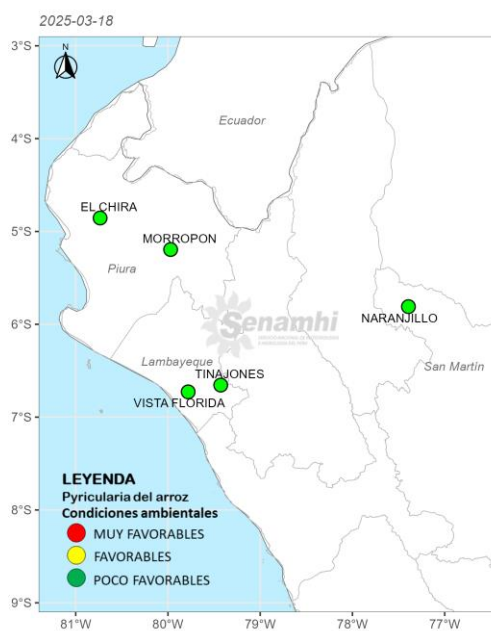 2025-03-18
3°S
N
4°S
Ecuador
EL CHIRA
5°S
MORROPON
Piura
6°S
NARANJILLO
Senamhi
Lambayeque
TINAJONES
San Martín
VISTA FLORIDA
7°S
LEYENDA
Pyricularia del arroz
Condiciones ambientales
8°S
MUY FAVORABLES
FAVORABLES
POCO FAVORABLES
9°S
81°W 80°W 79°W 78°W 77°W